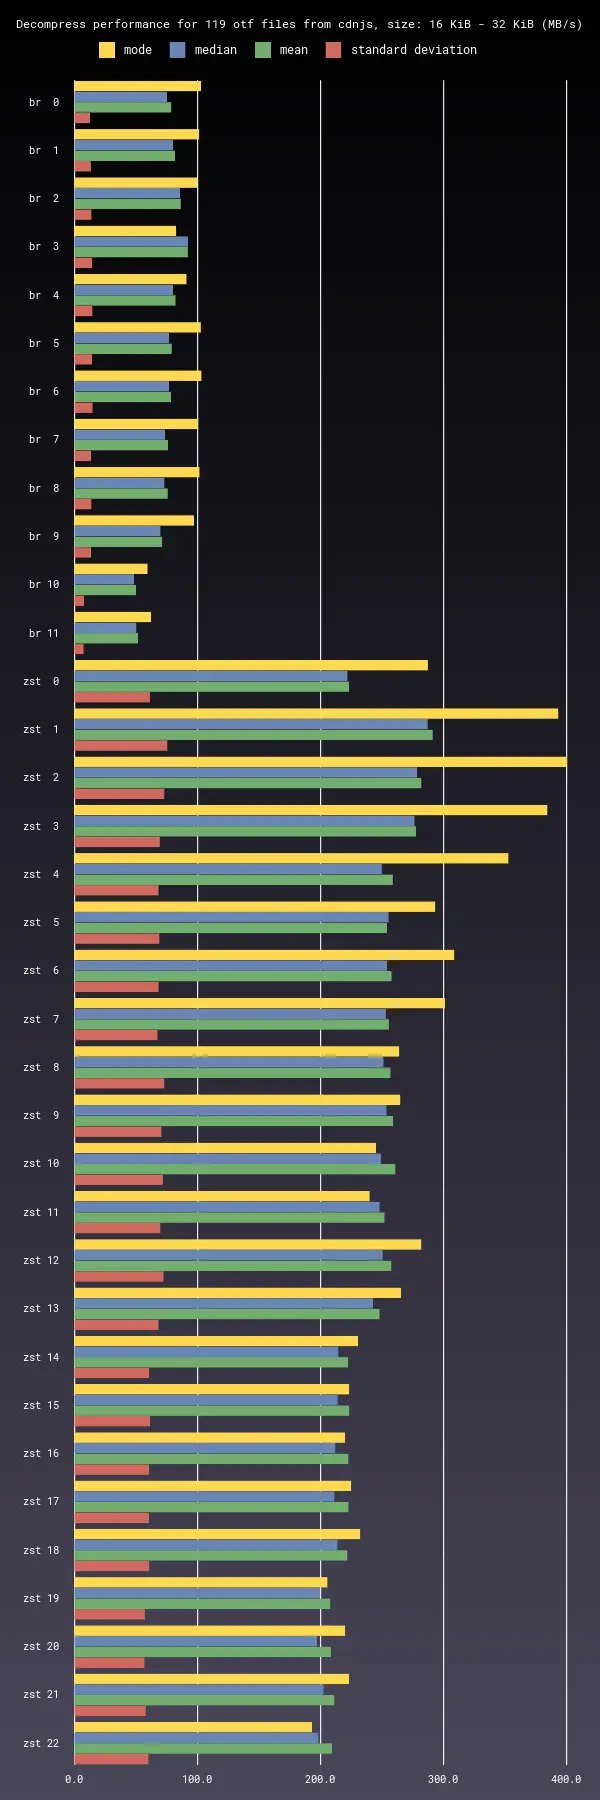 Decompress performance for 119 otf files from cdnjs, size: 16 KiB - 32 KiB (MB/s)
mode median mean standard deviation
br 0
br 1
br 2
br 3
br 4
br 5
br 6
br 7
br 8
br 9
br 10
br 11
zst 0
zst 1
zst 2
zst 3
zst 4
zst 5
zst 6
zst 7
zst 8
zst 9
zst 10
zst 11
zst 12
zst 13
zst 14
zst 15
zst 16
zst 17
zst 18
zst 19
zst 20
zst 21
zst 22
0.0 100.0 200.0 300.0 400.0